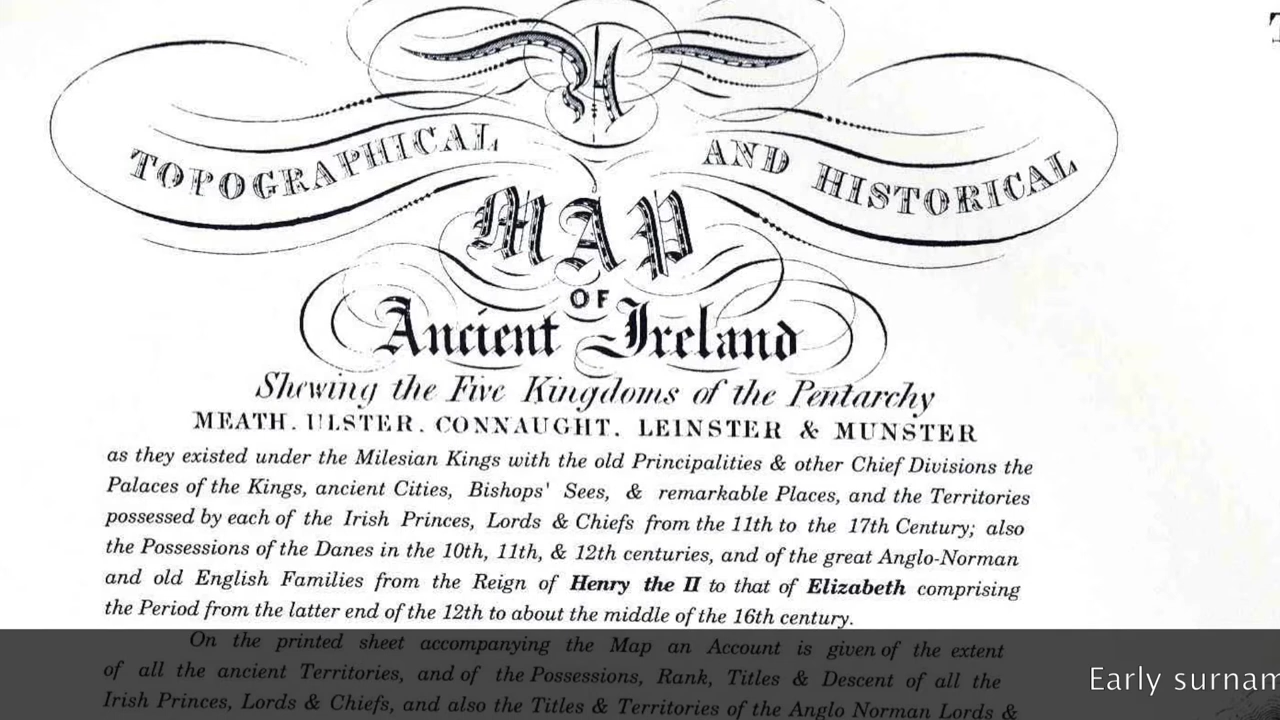 A
TOPOGRAPHICAL AND HISTORICAL
MAP
OF
Ancient Ireland
Shewing the Five Kingdoms of the Pentarchy
MEATH. ULSTER. CONNAUGHT. LEINSTER & MUNSTER
as they existed under the Milesian Kings with the old Principalities & other Chief Divisions the
Palaces of the Kings, ancient Cities, Bishops' Sees, & remarkable Places, and the Territories
possessed by each of the Irish Princes, Lords & Chiefs from the 11th to the 17th Century; also
the Possessions of the Danes in the 10th, 11th, & 12th centuries, and of the great Anglo-Norman
and old English Families from the Reign of Henry the II to that of Elizabeth comprising
the Period from the latter end of the 12th to about the middle of the 16th century.
On the printed sheet accompanying the Map an Account is given of the extent
of all the ancient Territories, and of the Possessions, Rank, Titles & Descent of all the
Irish Princes, Lords & Chiefs, and also the Titles & Territories of the Anglo Norman Lords &
Early surnam